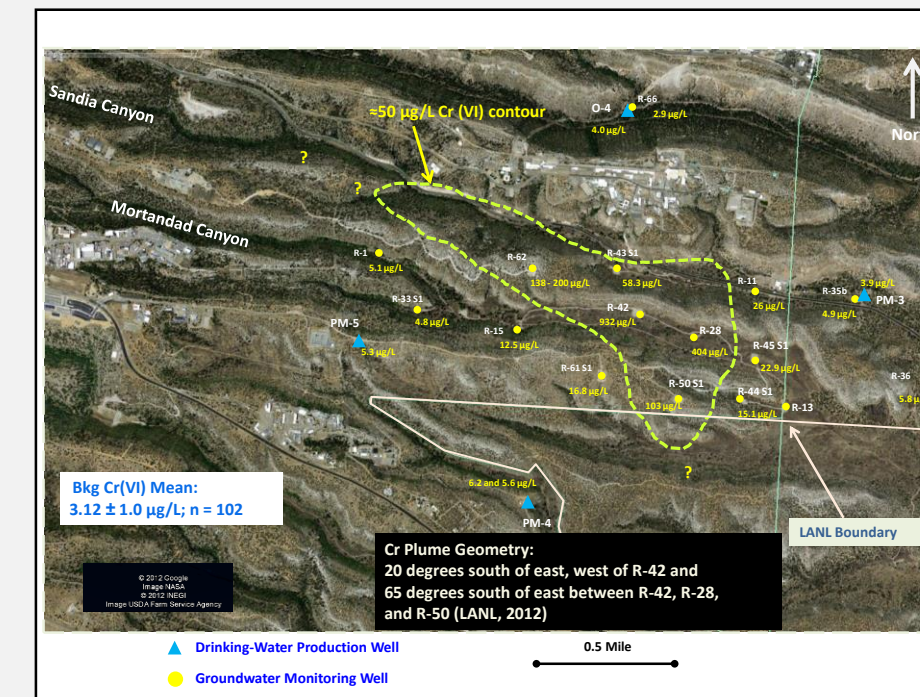 Sandia Canyon
≈50 µg/L Cr (VI) contour
O-4
R-66
4.0 µg/L
2.9 µg/L
Nor
?
?
Mortandad Canyon
R-1
5.1 µg/L
R-62
138 - 200 µg/L
R-43 S1
58.3 µg/L
R-11
26 µg/L
R-35b
3.9 µg/L
PM-3
4.9 µg/L
R-33 S1
4.8 µg/L
R-42
932 µg/L
PM-5
5.3 µg/L
R-15
12.5 µg/L
R-28
404 µg/L
R-45 S1
22.9 µg/L
R-61 S1
16.8 µg/L
R-50 S1
103 µg/L
R-44 S1
15.1 µg/L
R-13
R-36
5.8 µ
?
6.2 and 5.6 µg/L
PM-4
Bkg Cr(VI) Mean:
3.12 ± 1.0 µg/L; n = 102
LANL Boundary
Cr Plume Geometry:
20 degrees south of east, west of R-42 and
65 degrees south of east between R-42, R-28,
and R-50 (LANL, 2012)
© 2012 Google
Image NASA
© 2012 INEGI
Image USDA Farm Service Agency
Drinking-Water Production Well
0.5 Mile
Groundwater Monitoring Well